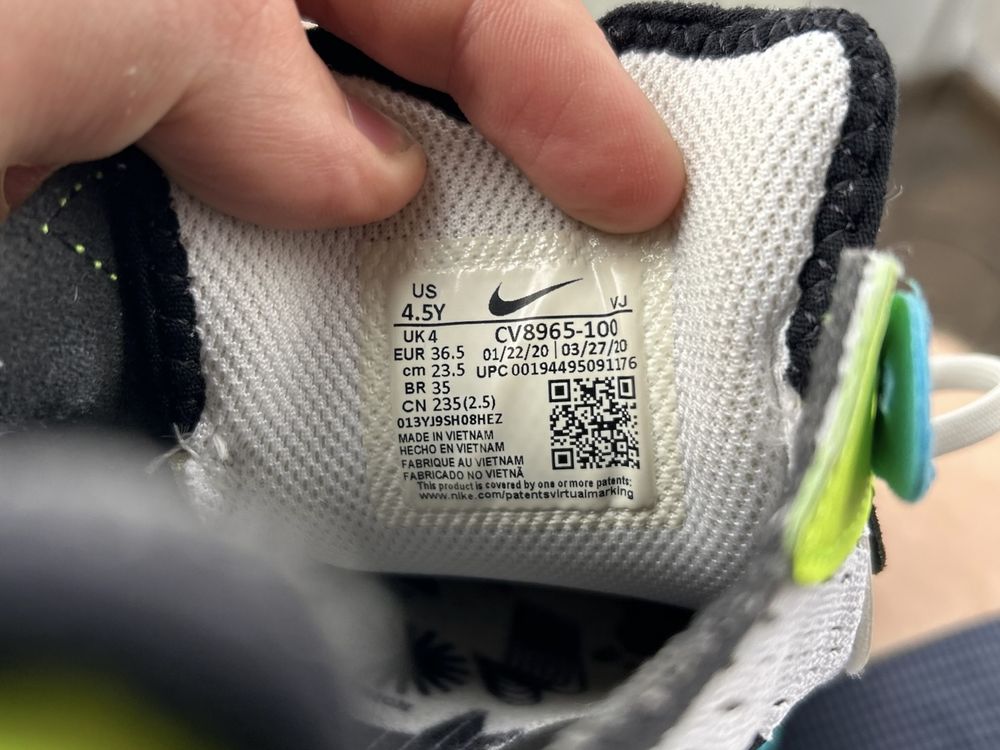 US
4.5Y
VJ
UK 4
CV8965-100
EUR 36.5
01/22/20 | 03/27/20
cm 23.5
UPC 00194495091176
BR 35
CN 235(2.5)
013YJ9SH08HEZ
MADE IN VIETNAM
HECHO EN VIETNAM
FABRIQUE AU VIETNAM
FABRICADO NO VIETNÃ
This product is covered by one or more patents:
www.nike.com/patentsvirtualmarking